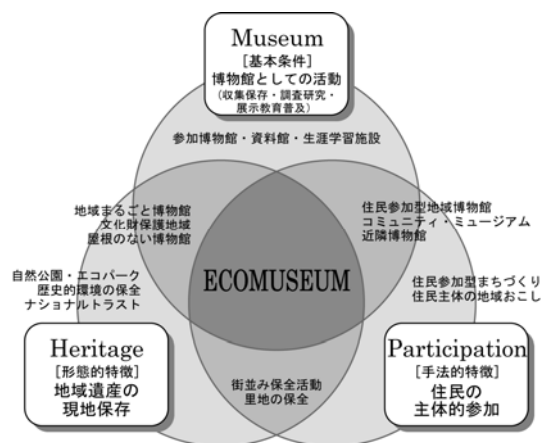 Museum
[基本条件]
博物館としての活動
(収集保存・調査研究・
展示教育普及)
参加博物館・資料館・生涯学習施設
地域まるごと博物館
文化財保護地域
屋根のない博物館
住民参加型地域博物館
コミュニティ・ミュージアム
近隣博物館
自然公園・エコパーク
歴史的環境の保全
ナショナルトラスト
ECOMUSEUM
住民参加型まちづくり
住民主体の地域おこし
Heritage
[形態的特徴]
地域遺産の
現地保存
街並み保全活動
里地の保全
Participation
[手法的特徴]
住民の
主体的参加